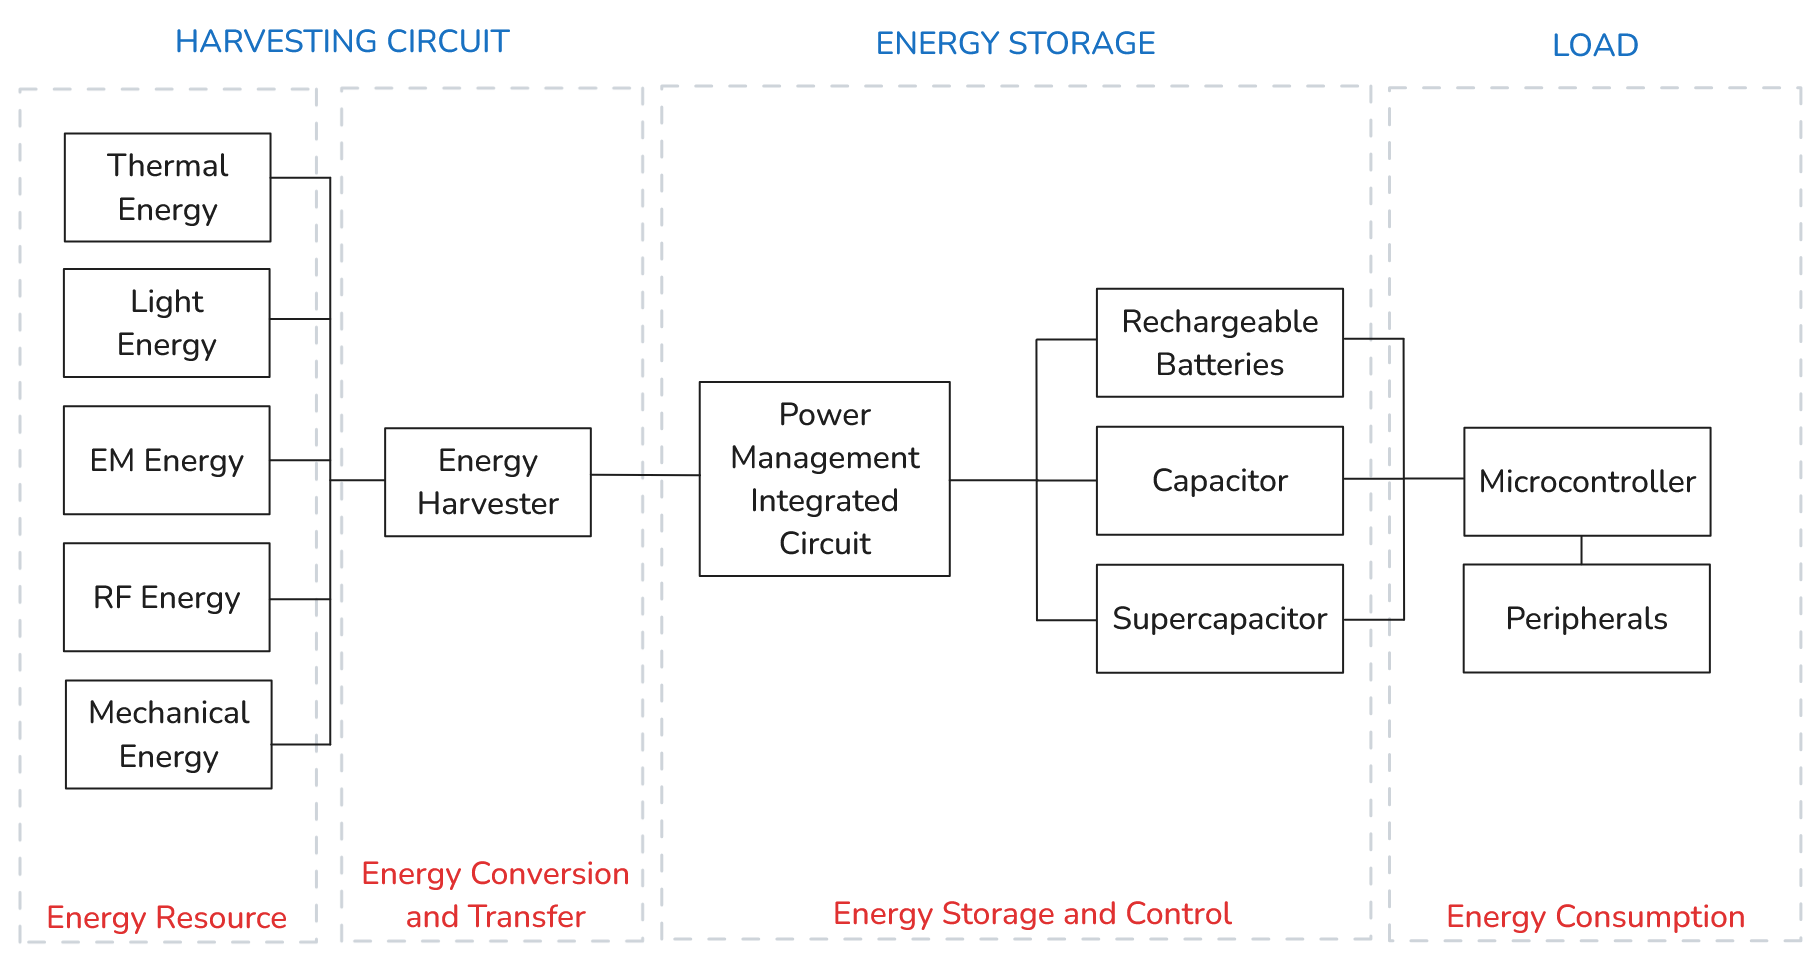 HARVESTING CIRCUIT
ENERGY STORAGE
LOAD
Thermal
Energy
Light
Energy
EM Energy
RF Energy
Mechanical
Energy
Energy Resource
Energy
Harvester
Energy Conversion
and Transfer
Power
Management
Integrated
Circuit
Rechargeable
Batteries
Capacitor
Supercapacitor
Energy Storage and Control
Microcontroller
Peripherals
Energy Consumption